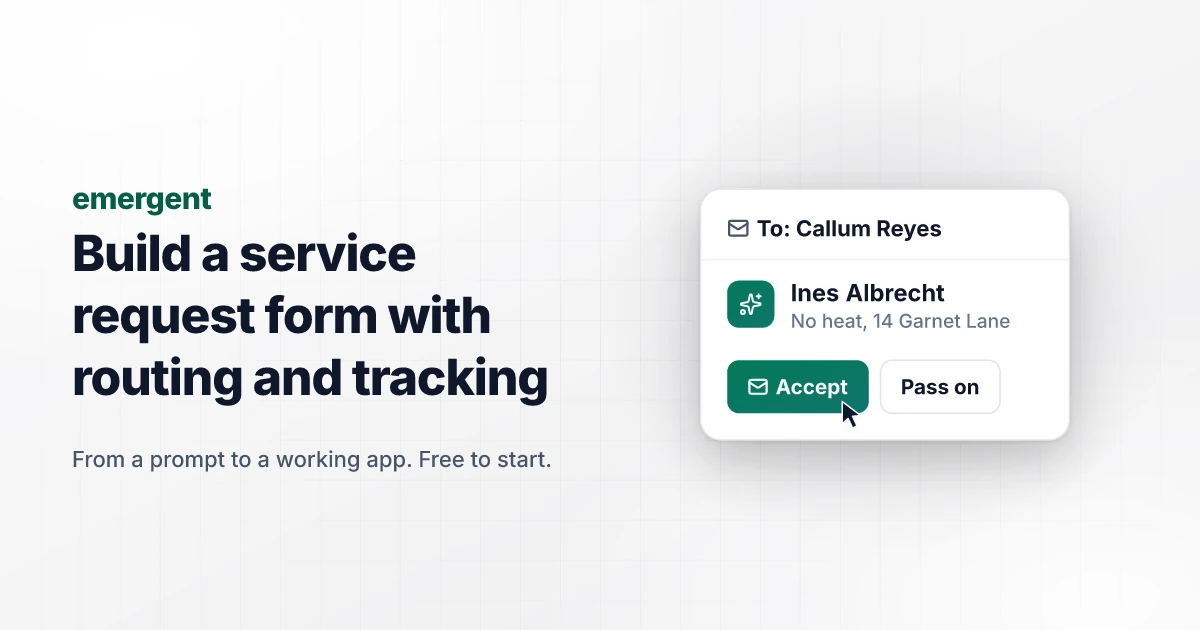 emergent
Build a service
request form with
routing and tracking
From a prompt to a working app. Free to start.
To: Callum Reyes
Ines Albrecht
No heat, 14 Garnet Lane
Accept
Pass on